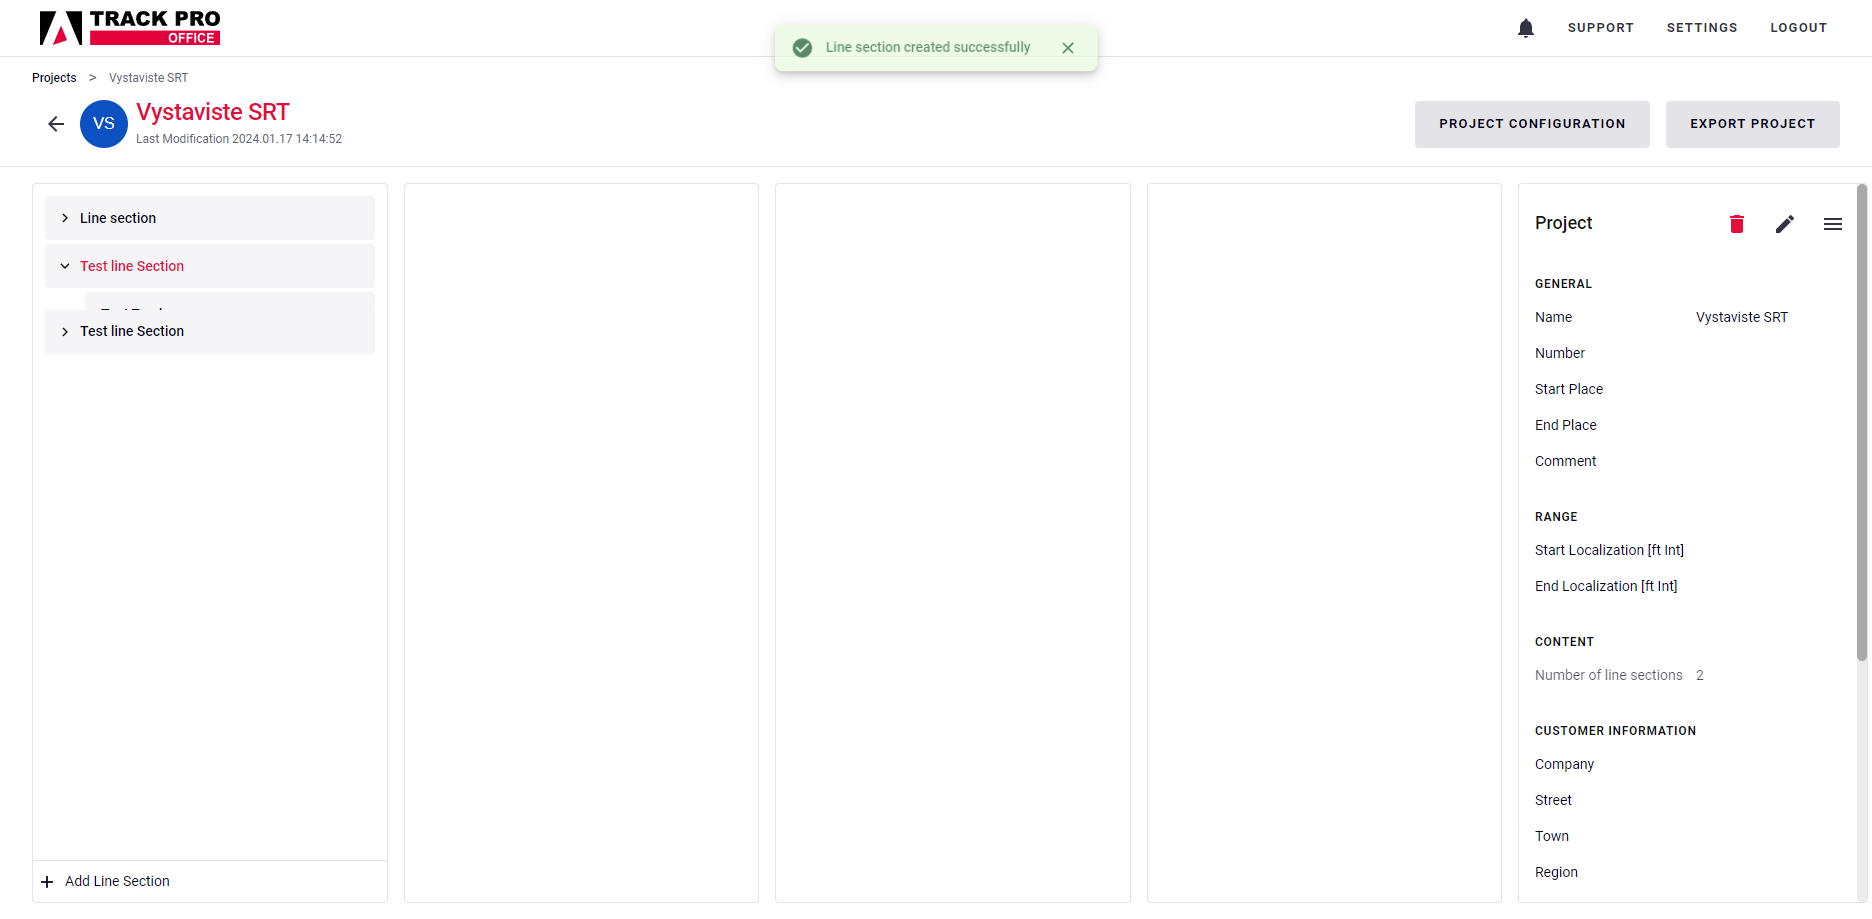 TRACK PRO
OFFICE
SUPPORT
SETTINGS
LOGOUT
Line section created successfully
Projects > Vystaviste SRT
VS
Vystaviste SRT
Last Modification 2024.01.17 14:14:52
PROJECT CONFIGURATION
EXPORT PROJECT
Line section
Test line Section
Test line Section
Add Line Section
Project
GENERAL
Name Vystaviste SRT
Number
Start Place
End Place
Comment
RANGE
Start Localization [ft Int]
End Localization [ft Int]
CONTENT
Number of line sections 2
CUSTOMER INFORMATION
Company
Street
Town
Region